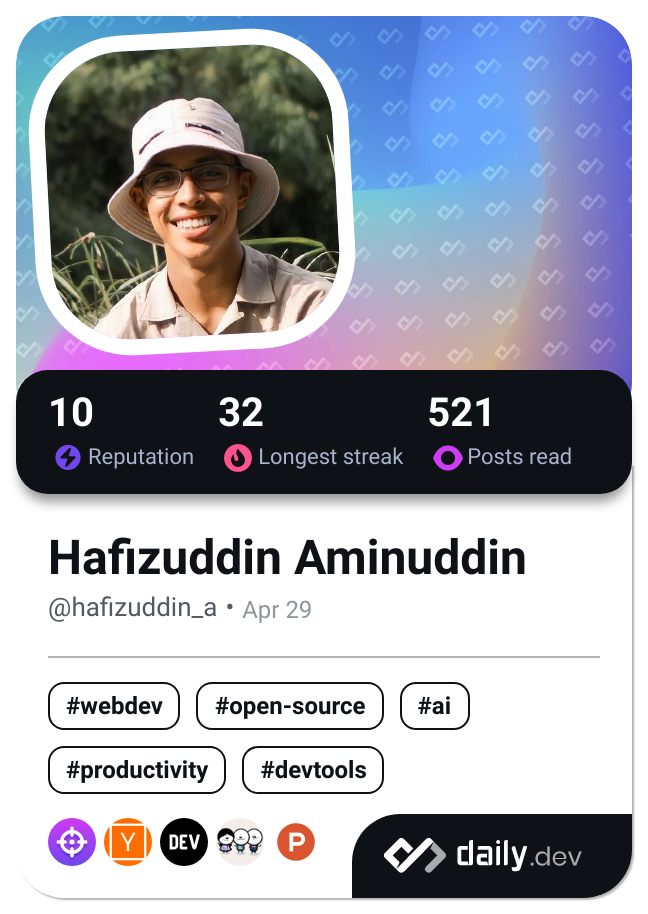 10 32 521
Reputation Longest streak Posts read
Hafizuddin Aminuddin
@hafizuddin_a • Apr 29
#webdev #open-source #ai
#productivity #devtools
Y DEV P
daily.dev